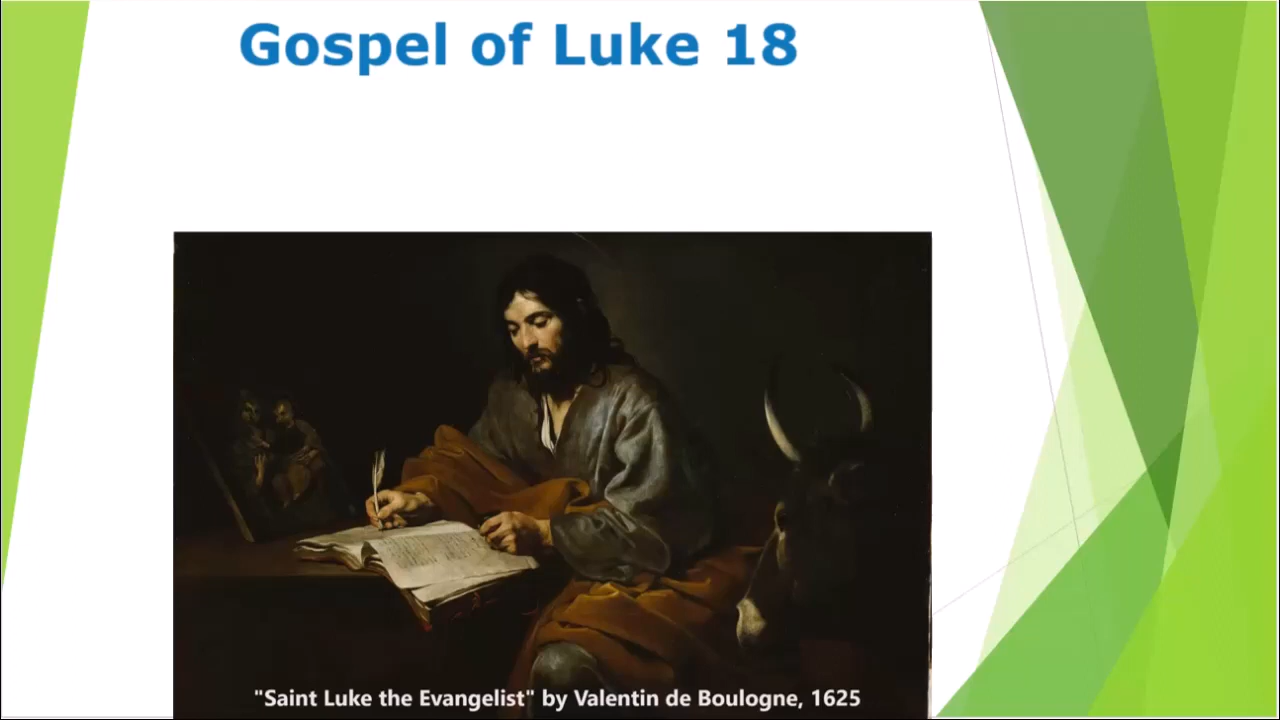 Gospel of Luke 18
"Saint Luke the Evangelist" by Valentin de Boulogne, 1625